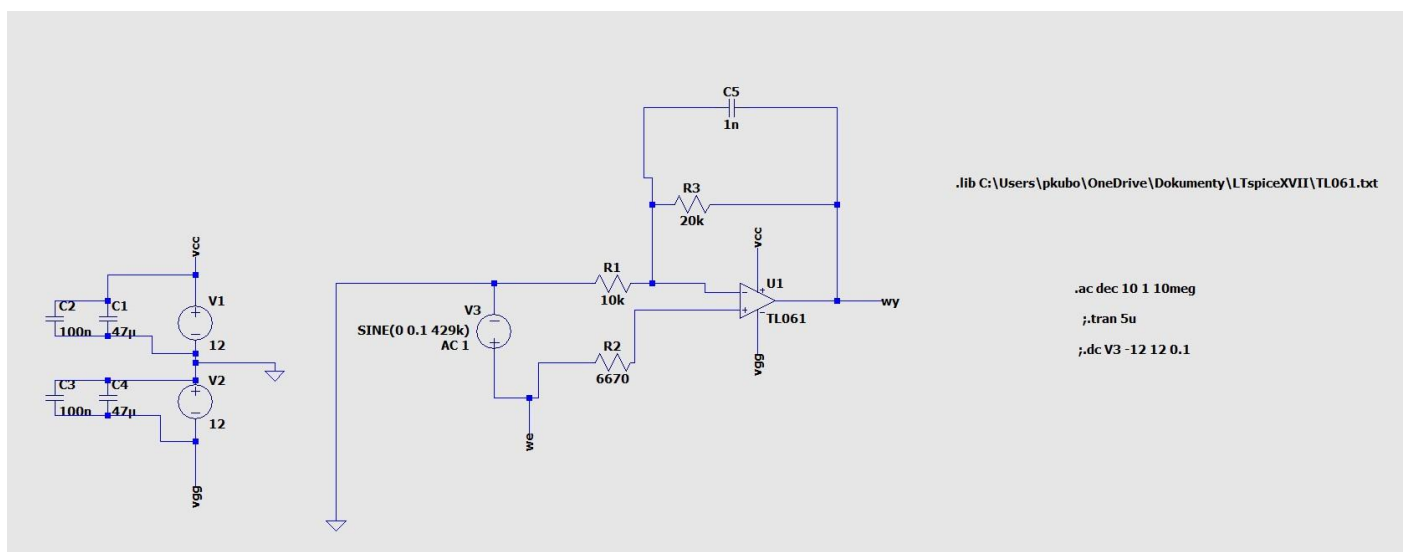 C5
1n
.lib C:\Users\pkubo\OneDrive\Dokumenty\LTspiceXVII\TL061.txt
R3
20k
vcc
vcc
U1
R1
10k
TL061
wy
.ac dec 10 1 10meg
;.tran 5u
;.dc V3 -12 12 0.1
V3
SINE(0 0.1 429k)
AC 1
R2
6670
vgg
we
C2
C1
V1
100n
47µ
12
C3
C4
V2
100n
47µ
12
vgg